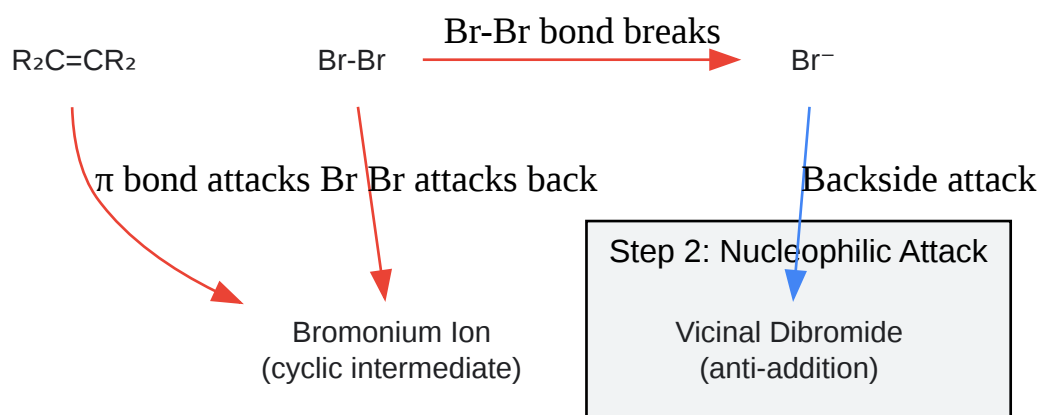 Br-Br bond breaks
R₂C=CR₂
Br-Br
Br⁻
π bond attacks Br
Br attacks back
Backside attack
Step 2: Nucleophilic Attack
Bromonium Ion
(cyclic intermediate)
Vicinal Dibromide
(anti-addition)